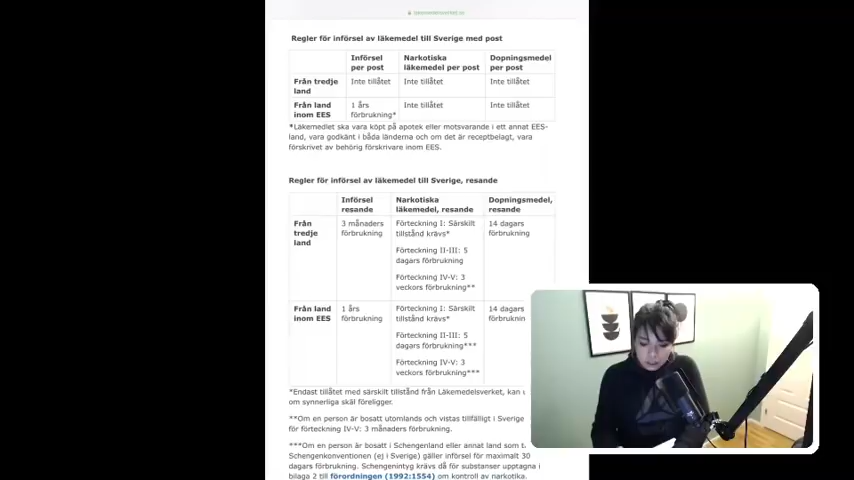 Regler för införsel av läkemedel till Sverige med post
Införsel per post
Narkotiska läkemedel per post
Dopningsmedel per post
Från tredje land
Inte tillåtet
Inte tillåtet
Inte tillåtet
Från land inom EES
1 års förbrukning*
Inte tillåtet
Inte tillåtet
*Läkemedlet ska vara köpt på apotek eller motsvarande i ett annat EES-
land, vara godkänt i båda länderna och om det är receptbelagt, vara
förskrivet av behörig förskrivare inom EES.
Regler för införsel av läkemedel till Sverige, resande
Införsel resande
Narkotiska läkemedel, resande
Dopningsmedel, resande
Från tredje land
3 månaders förbrukning
Förteckning I: Särskilt tillstånd krävs*
Förteckning II-III: 5 dagars förbrukning
Förteckning IV-V: 3 veckors förbrukning**
14 dagars förbrukning
Från land inom EES
1 års förbrukning
Förteckning I: Särskilt tillstånd krävs*
Förteckning II-III: 5 dagars förbrukning***
Förteckning IV-V: 3 veckors förbrukning***
14 dagars förbruknin
*Endast tillåtet med särskilt tillstånd från Läkemedelsverket, kan
om synnerliga skäl föreligger.
**Om en person är bosatt utomlands och vistas tillfälligt i Sverige
för förteckning IV-V: 3 månaders förbrukning.
***Om en person är bosatt i Schengenland eller annat land som
Schengenkonventionen (ej i Sverige) gäller införsel för maximalt 30
dagars förbrukning. Schengenintyg krävs då för substanser upptagna i
bilaga 2 till förordningen (1992:1554) om kontroll av narkotika.